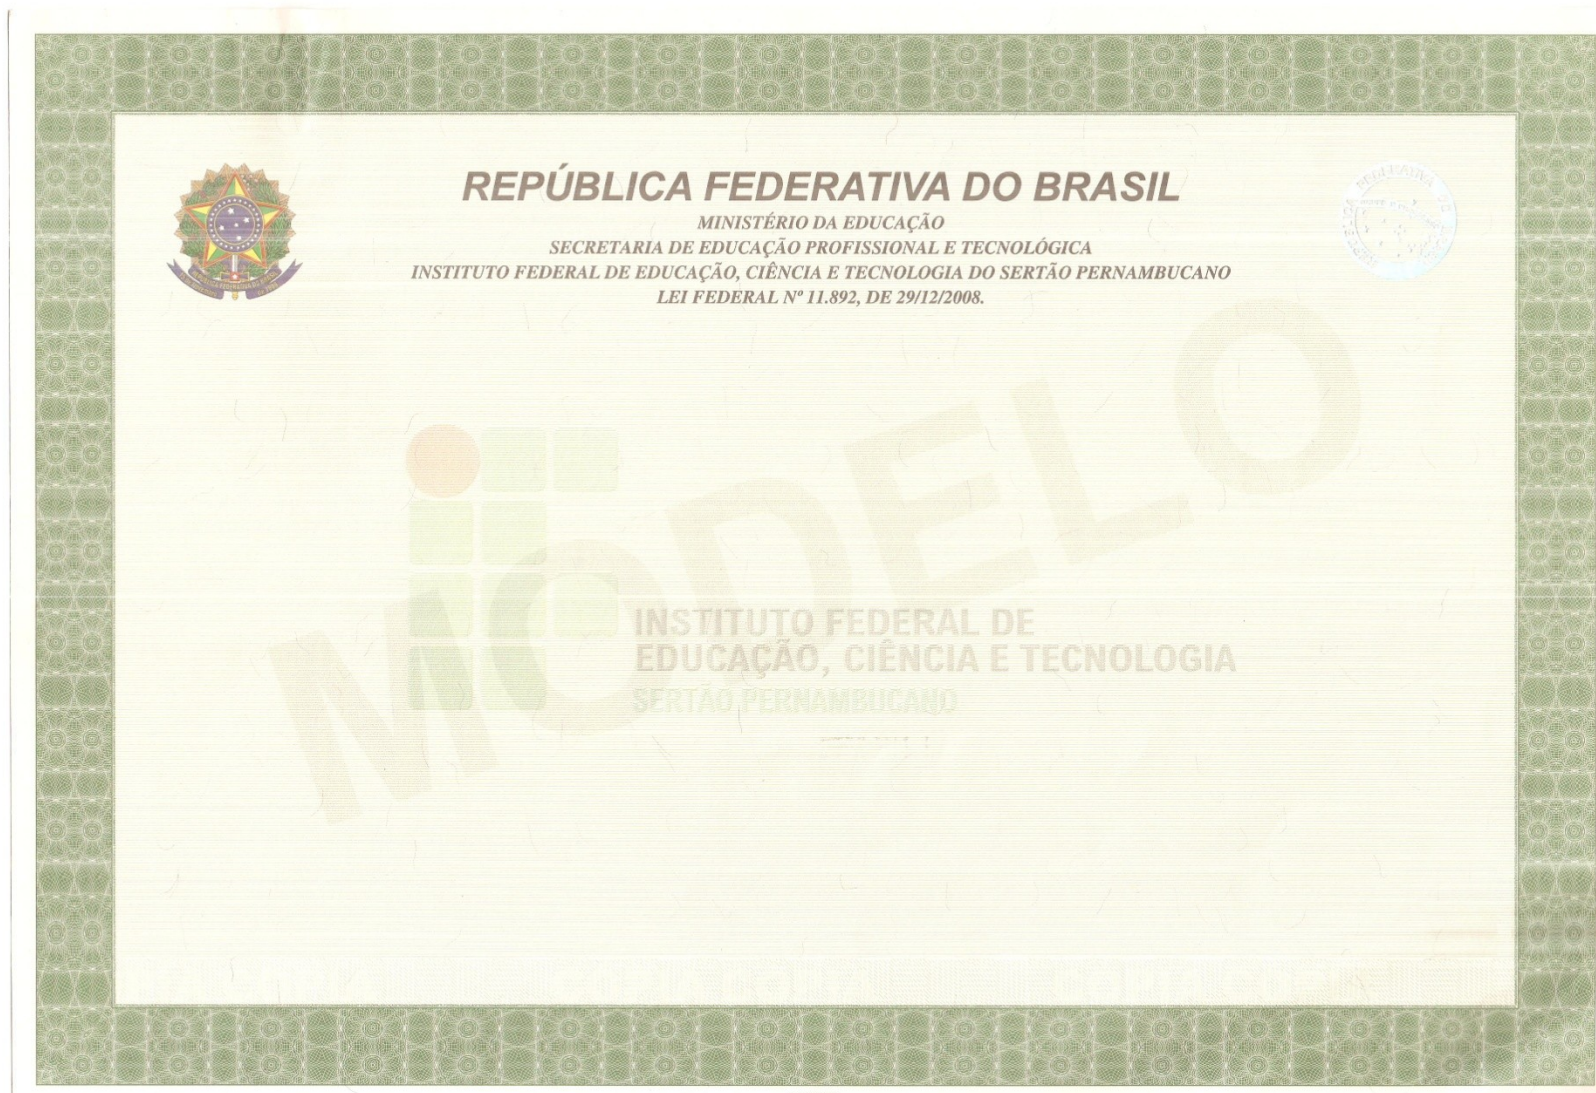 REPÚBLICA FEDERATIVA DO BRASIL
MINISTÉRIO DA EDUCAÇÃO
SECRETARIA DE EDUCAÇÃO PROFISSIONAL E TECNOLÓGICA
INSTITUTO FEDERAL DE EDUCAÇÃO, CIÊNCIA E TECNOLOGIA DO SERTÃO PERNAMBUCANO
LEI FEDERAL Nº 11.892, DE 29/12/2008.
MODELO
INSTITUTO FEDERAL DE
EDUCAÇÃO, CIÊNCIA E TECNOLOGIA
SERTÃO PERNAMBUCANO